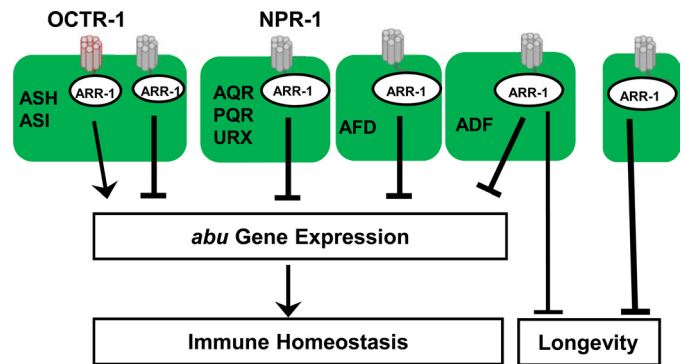 OCTR-1
NPR-1
ASH
ASI
ARR-1
ARR-1
AQR
PQR
URX
ARR-1
AFD
ARR-1
ADF
ARR-1
ARR-1
abu Gene Expression
Immune Homeostasis
Longevity